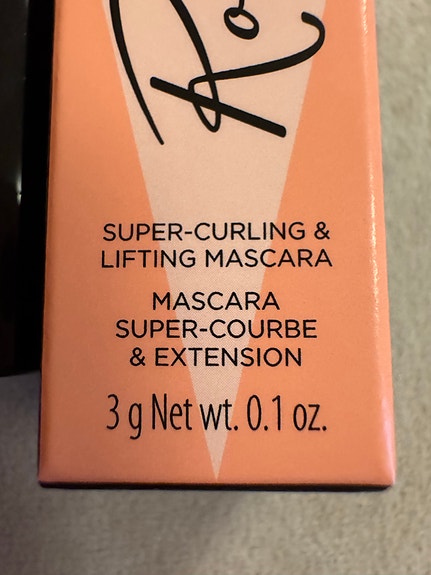 SUPER-CURLING &
LIFTING MASCARA
MASCARA
SUPER-COURBE
& EXTENSION
3 g Net wt. 0.1 oz.